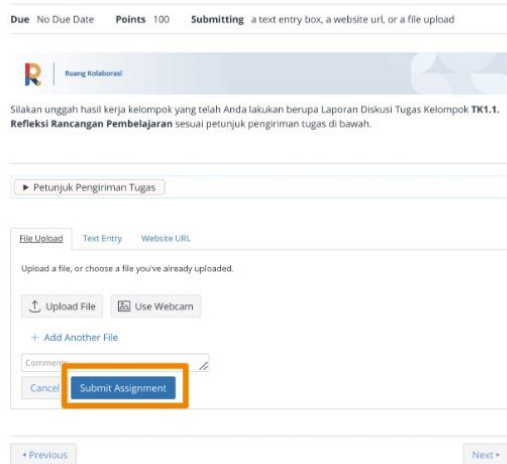 Due No Due Date Points 100 Submitting a text entry box, a website url, or a file upload
R Ruang Kolaborasi
Silakan unggah hasil kerja kelompok yang telah Anda lakukan berupa Laporan Diskusi Tugas Kelompok TK1.1.
Refleksi Rancangan Pembelajaran sesuai petunjuk pengiriman tugas di bawah.
▸ Petunjuk Pengiriman Tugas
File Upload Text Entry Website URL
Upload a file, or choose a file you've already uploaded.
Upload File Use Webcam
+ Add Another File
Comments
Cancel Submit Assignment
◂ Previous Next ▸